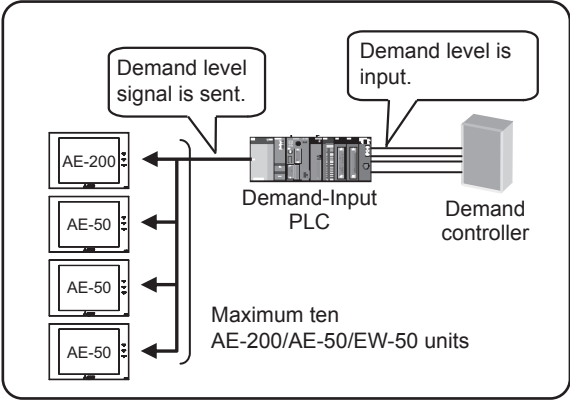 Demand level
signal is sent.
Demand level is
input.
AE-200
AE-50
AE-50
AE-50
Demand-Input
PLC
Demand
controller
Maximum ten
AE-200/AE-50/EW-50 units